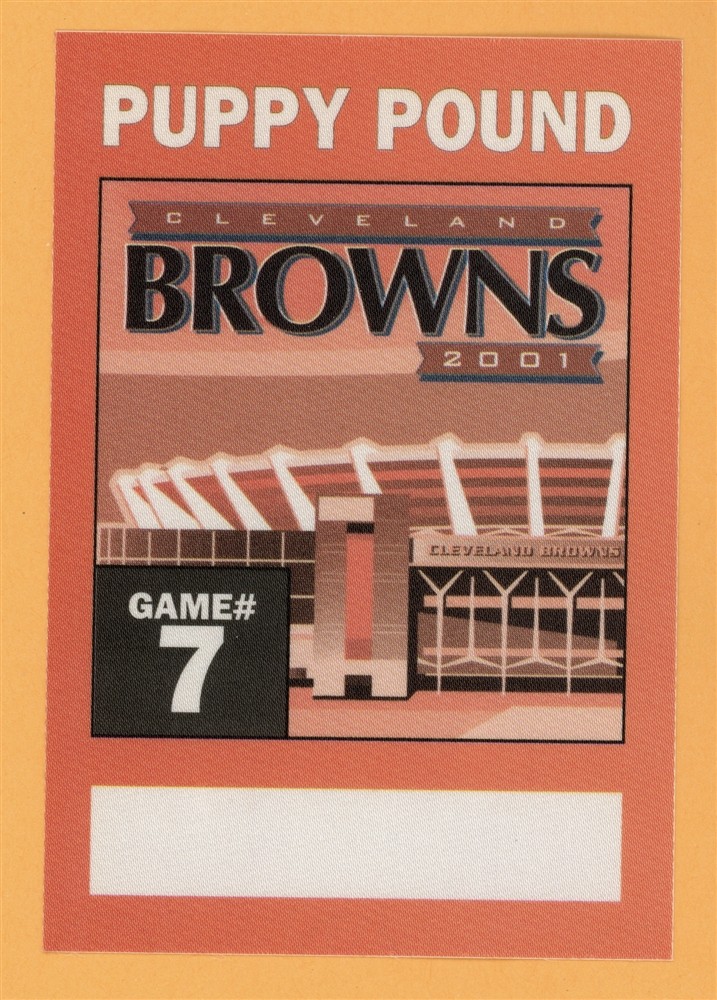 PUPPY POUND
CLEVELAND
BROWNS
2001
CLEVELAND BROWNS
GAME#
7